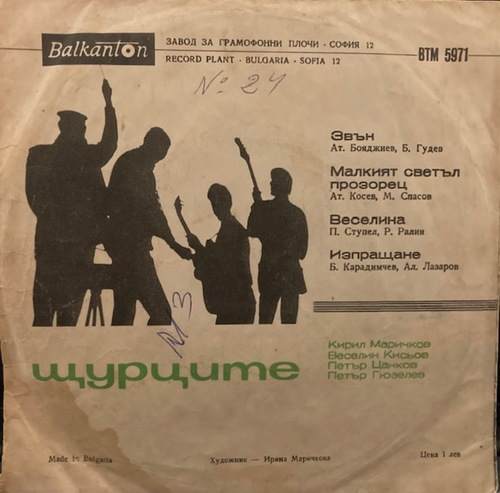 Balkanton
ЗАВОД ЗА ГРАМОФОННИ ПЛОЧИ · СОФИЯ 12
RECORD PLANT · BULGARIA · SOFIA 12
ВТМ 5971
№ 24
Звън
Ат. Бояджиев, Б. Гудев
Малкият светъл
прозорец
Ат. Косев, М. Спасов
Веселина
П. Ступел, Р. Ралин
Изпращане
Б. Карадимчев, Ал. Лазаров
№3
щурците
Кирил Маричков
Веселин Кисьов
Петър Цанков
Петър Гюзелев
Made in Bulgaria
Художник — Ирина Маричкова
Цена 1 лев